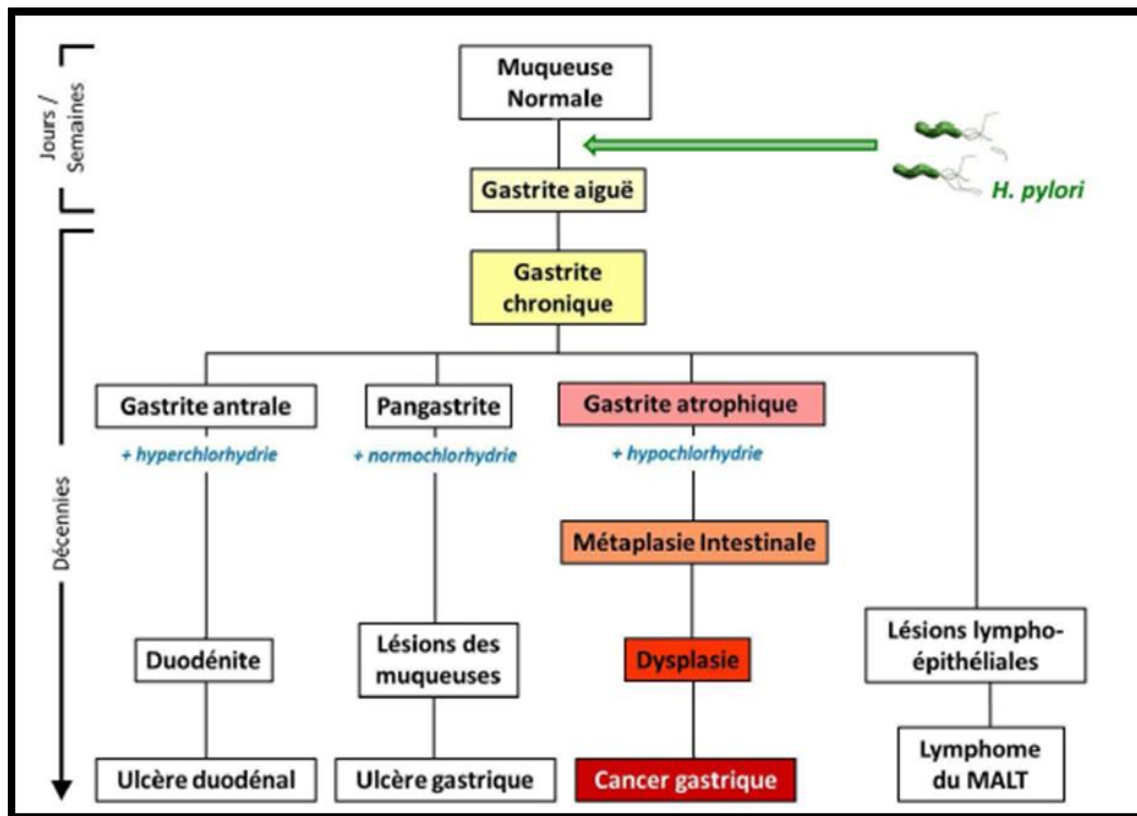 Jours /
Semaines
Muqueuse
Normale
H. pylori
Gastrite aiguë
Décennies
Gastrite
chronique
Gastrite antrale
+ hyperchlorhydrie
Pangastrite
+ normochlorhydrie
Gastrite atrophique
+ hypochlorhydrie
Métaplasie Intestinale
Duodénite
Lésions des
muqueuses
Dysplasie
Lésions lympho-
épithéliales
Ulcère duodénal
Ulcère gastrique
Cancer gastrique
Lymphome
du MALT